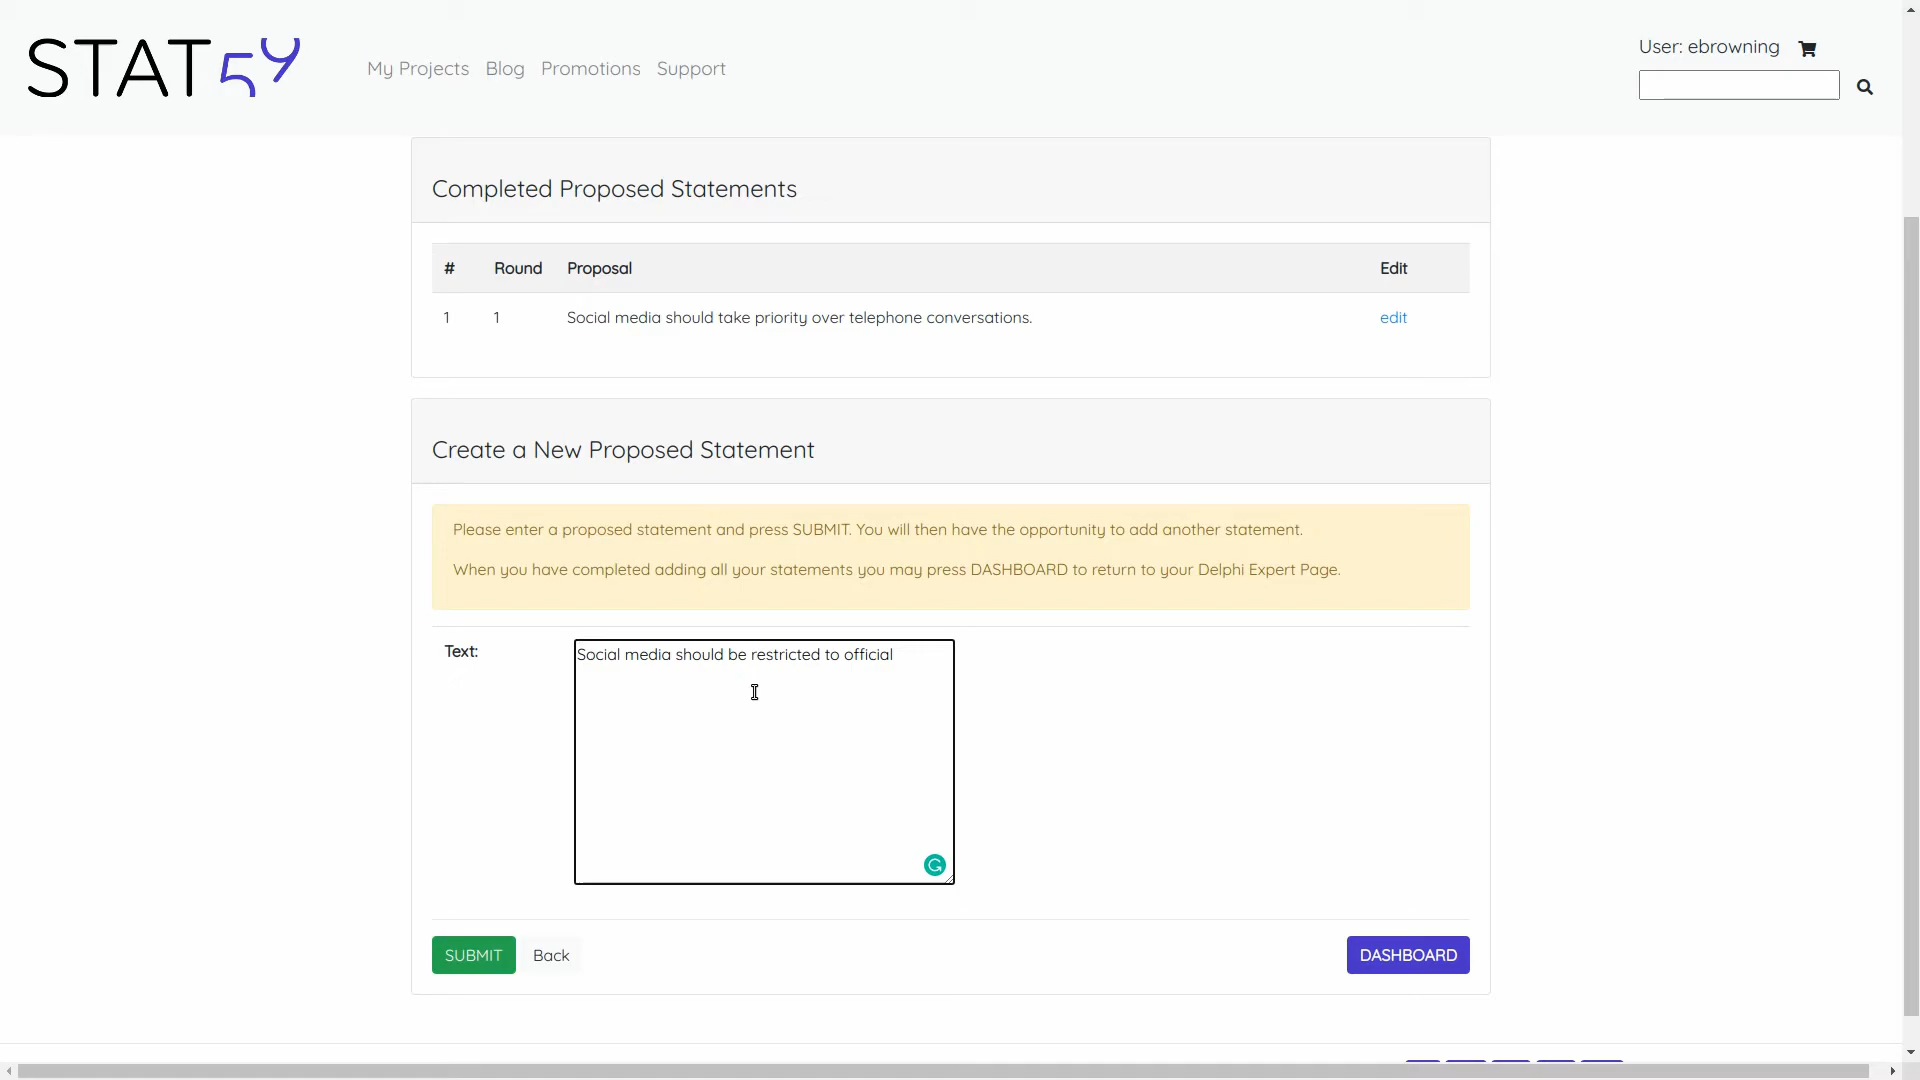 STAT59
My Projects Blog Promotions Support
User: ebrowning
Completed Proposed Statements
# Round Proposal Edit
1 1 Social media should take priority over telephone conversations. edit
Create a New Proposed Statement
Please enter a proposed statement and press SUBMIT. You will then have the opportunity to add another statement.
When you have completed adding all your statements you may press DASHBOARD to return to your Delphi Expert Page.
Text: Social media should be restricted to official
SUBMIT Back DASHBOARD